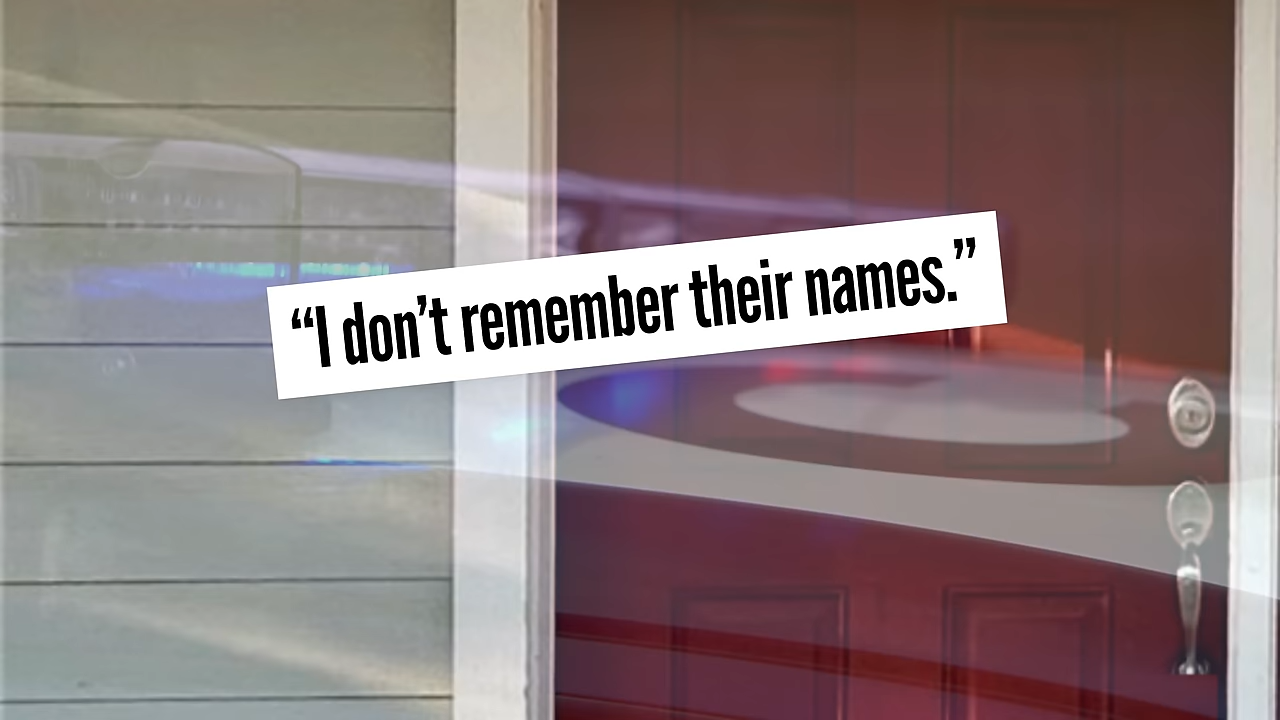 “I don’t remember their names.”